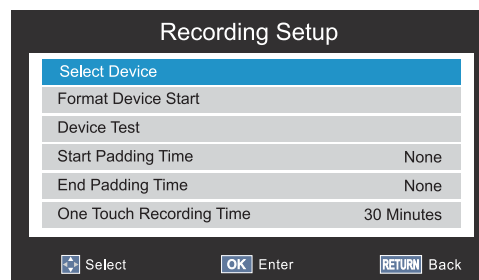 Recording Setup
Select Device
Format Device Start
Device Test
Start Padding Time None
End Padding Time None
One Touch Recording Time 30 Minutes
Select OK Enter RETURN Back